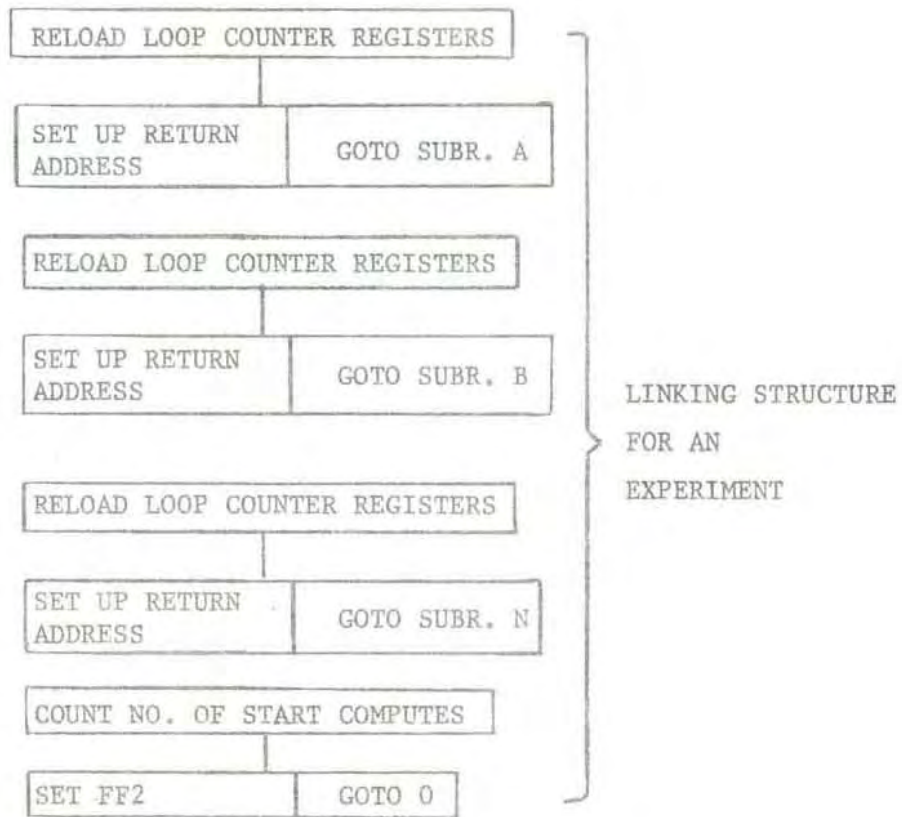 RELOAD LOOP COUNTER REGISTERS
SET UP RETURN
ADDRESS
GOTO SUBR. A
RELOAD LOOP COUNTER REGISTERS
SET UP RETURN
ADDRESS
GOTO SUBR. B
LINKING STRUCTURE
FOR AN
EXPERIMENT
RELOAD LOOP COUNTER REGISTERS
SET UP RETURN
ADDRESS
GOTO SUBR. N
COUNT NO. OF START COMPUTES
SET FF2
GOTO 0